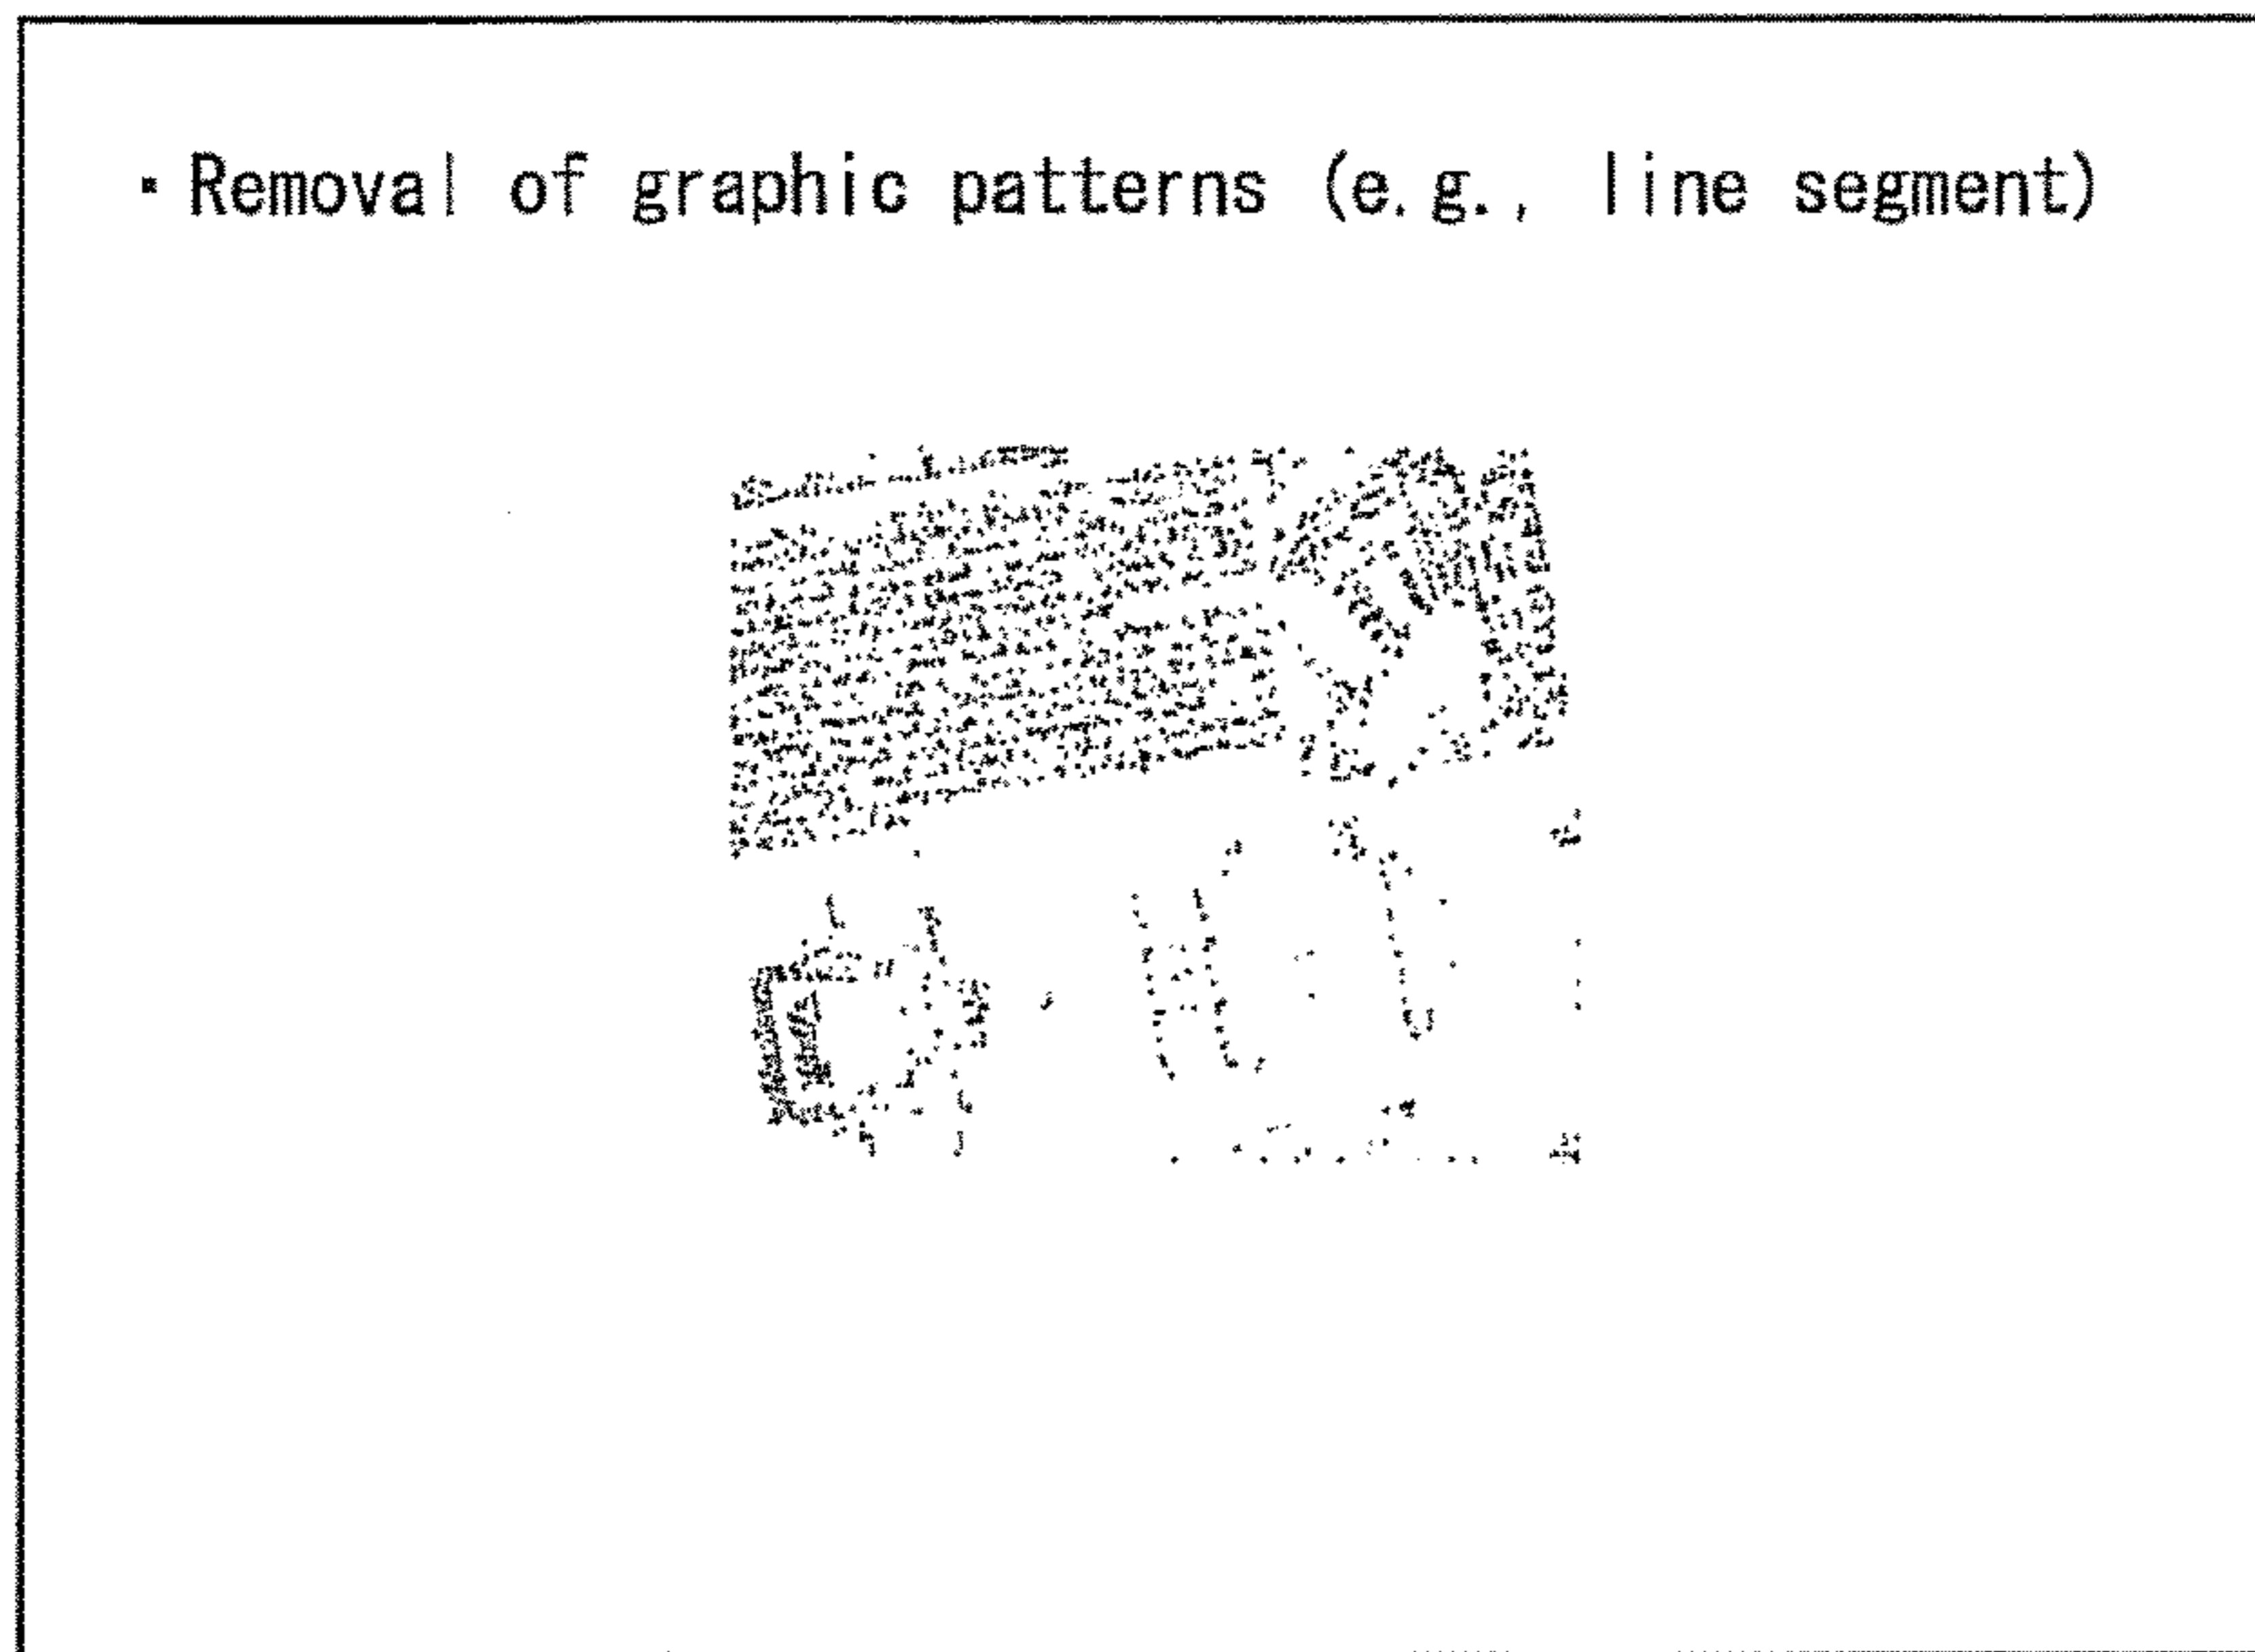 ▪ Removal of graphic patterns (e.g., line segment)